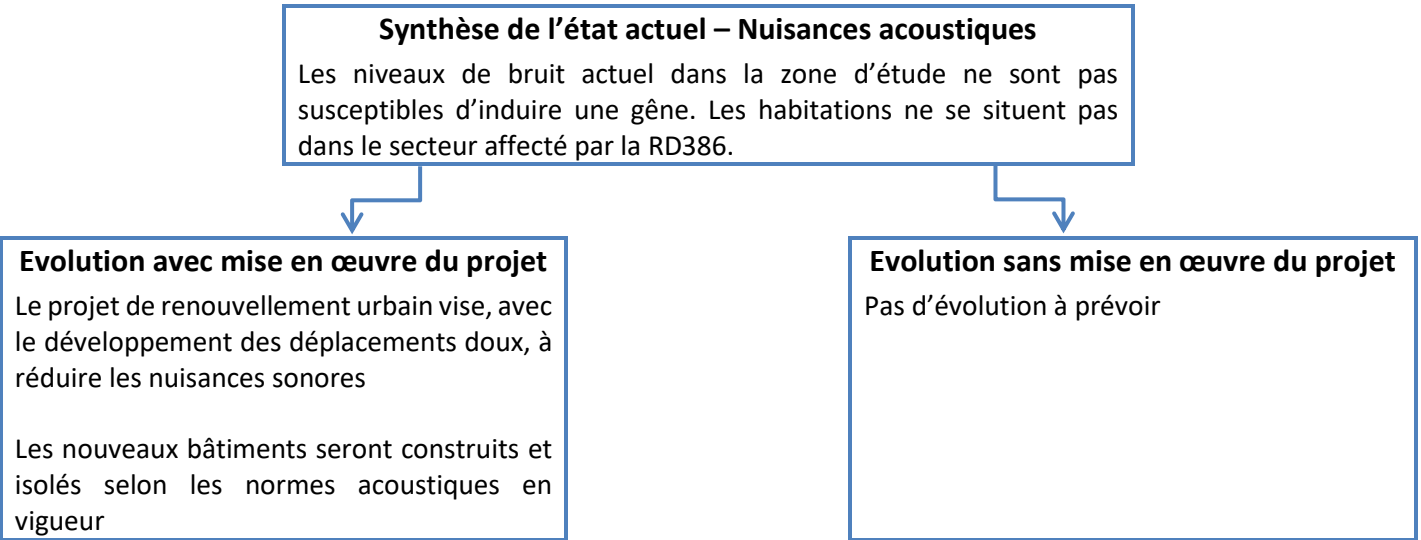 Synthèse de l’état actuel – Nuisances acoustiques
Les niveaux de bruit actuel dans la zone d’étude ne sont pas
susceptibles d’induire une gêne. Les habitations ne se situent pas
dans le secteur affecté par la RD386.
Evolution avec mise en œuvre du projet
Le projet de renouvellement urbain vise, avec
le développement des déplacements doux, à
réduire les nuisances sonores
Les nouveaux bâtiments seront construits et
isolés selon les normes acoustiques en
vigueur
Evolution sans mise en œuvre du projet
Pas d’évolution à prévoir